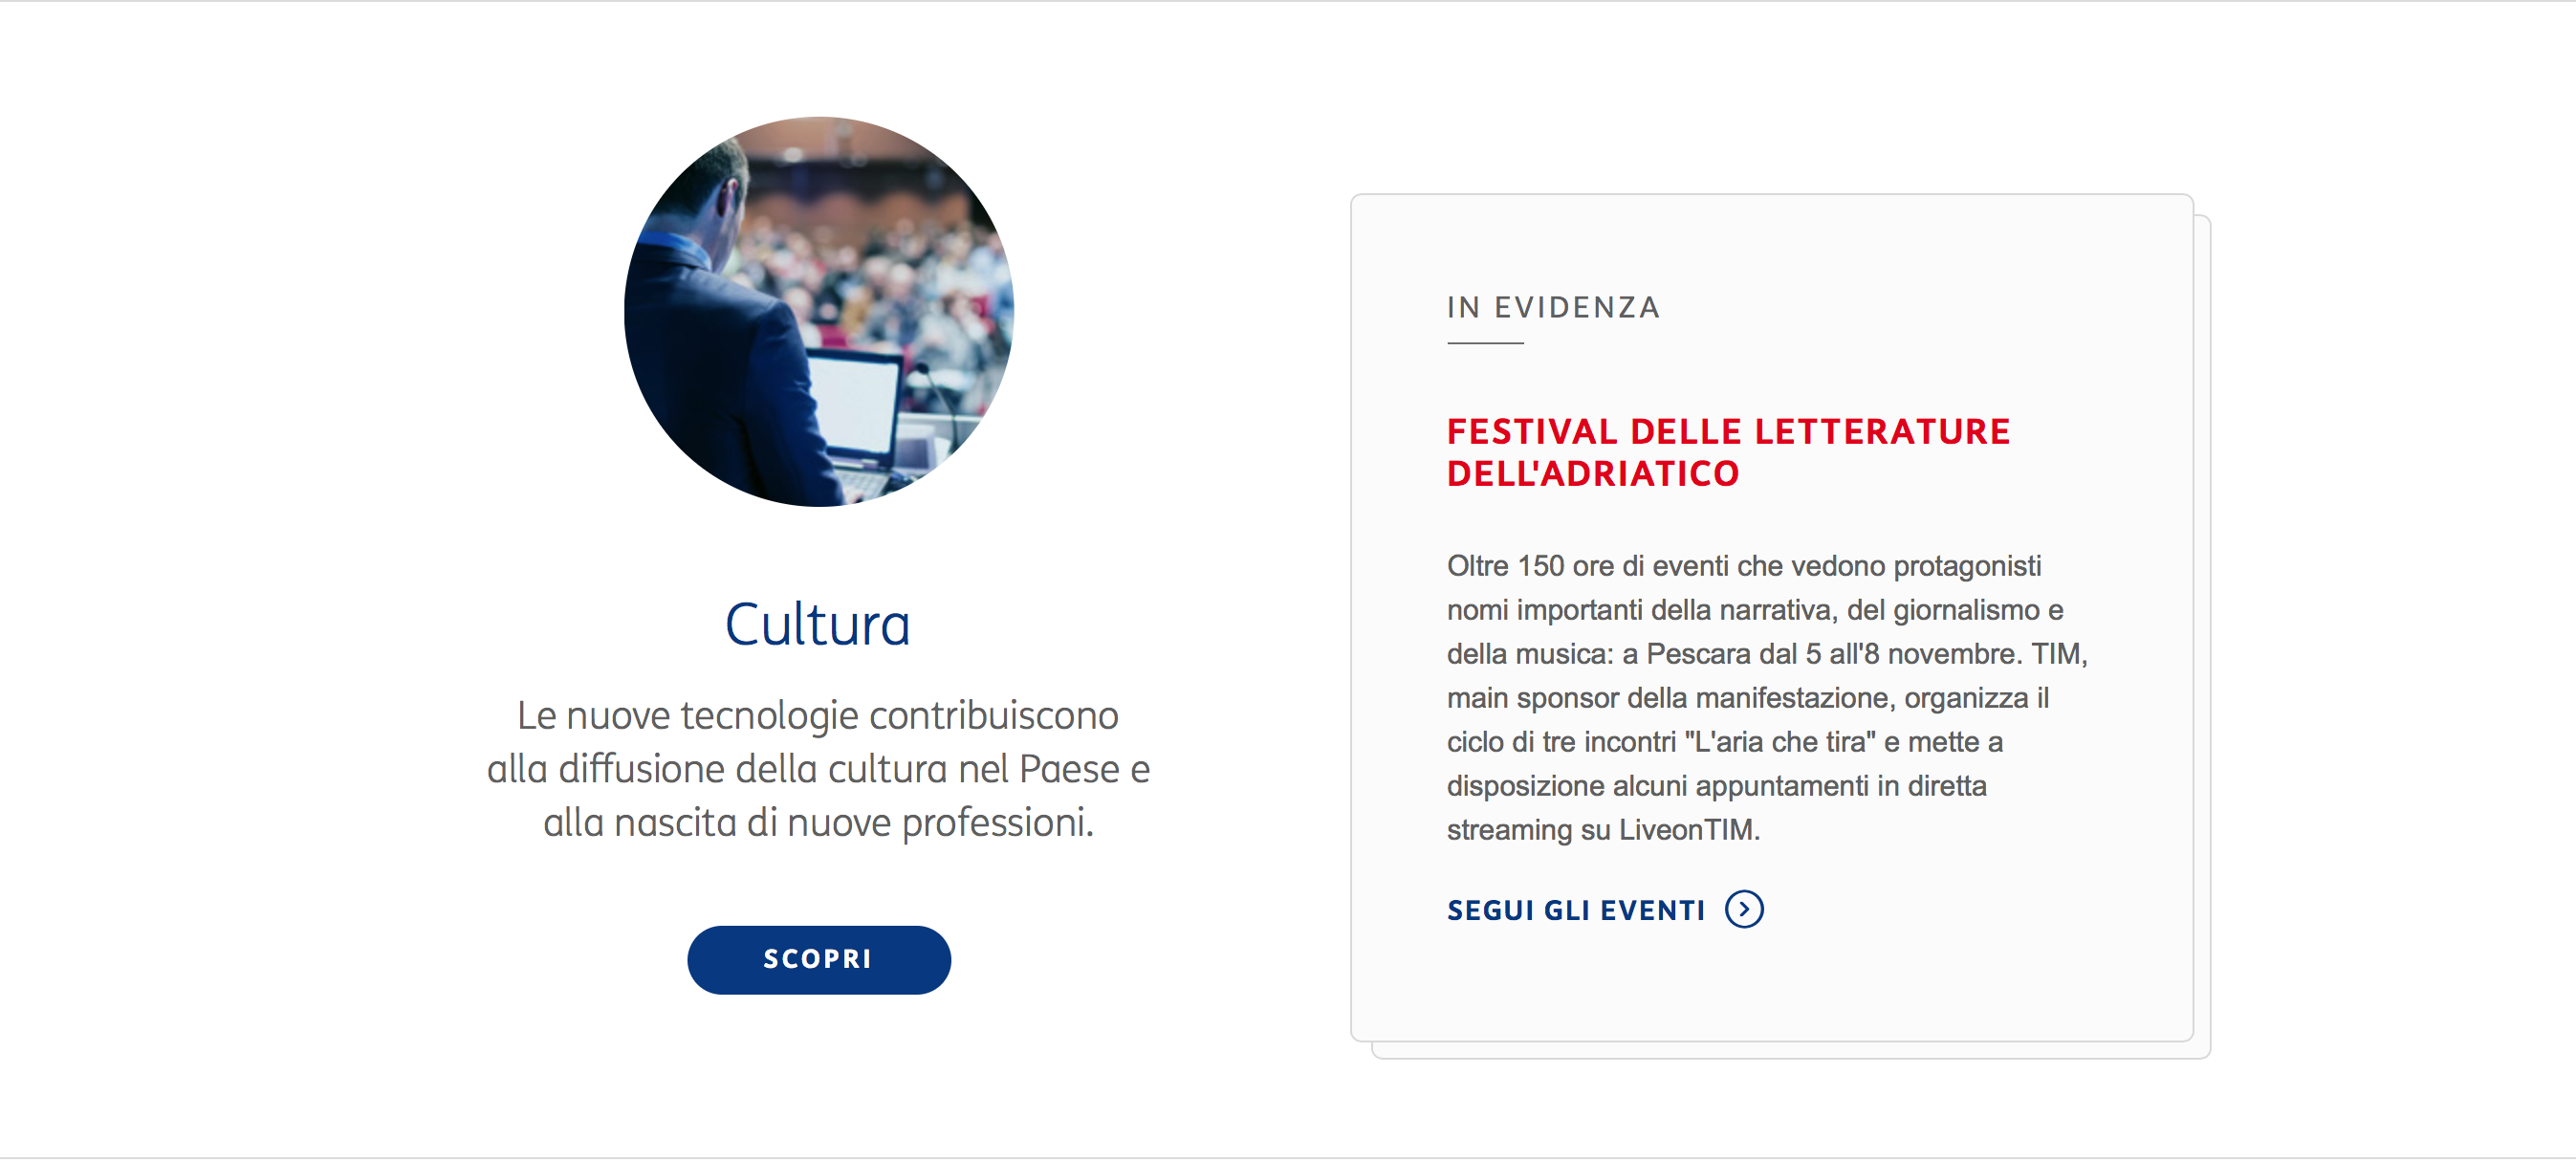 Cultura
Le nuove tecnologie contribuiscono
alla diffusione della cultura nel Paese e
alla nascita di nuove professioni.
SCOPRI
IN EVIDENZA
FESTIVAL DELLE LETTERATURE
DELL'ADRIATICO
Oltre 150 ore di eventi che vedono protagonisti
nomi importanti della narrativa, del giornalismo e
della musica: a Pescara dal 5 all'8 novembre. TIM,
main sponsor della manifestazione, organizza il
ciclo di tre incontri "L'aria che tira" e mette a
disposizione alcuni appuntamenti in diretta
streaming su LiveonTIM.
SEGUI GLI EVENTI